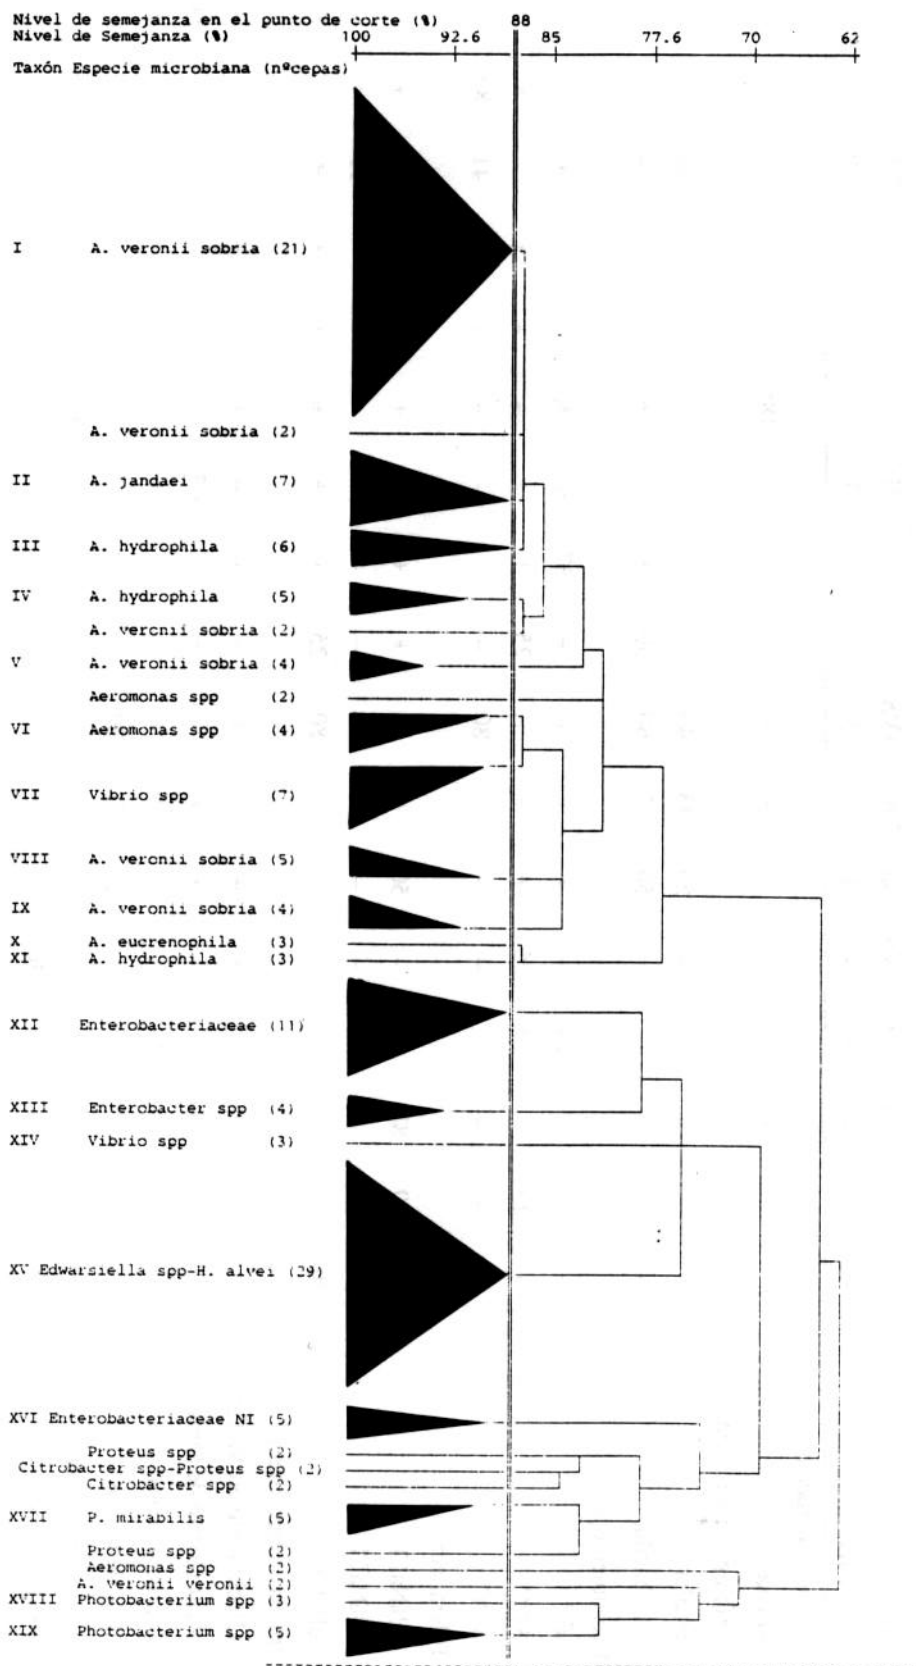 Nivel de semejanza en el punto de corte (%) 88
Nivel de Semejanza (%) 100 92.6 85 77.6 70 62
Taxón Especie microbiana (nºcepas)
I A. veronii sobria (21)
A. veronii sobria (2)
II A. jandaei (7)
III A. hydrophila (6)
IV A. hydrophila (5)
A. veronii sobria (2)
V A. veronii sobria (4)
Aeromonas spp (2)
VI Aeromonas spp (4)
VII Vibrio spp (7)
VIII A. veronii sobria (5)
IX A. veronii sobria (4)
X A. eucrenophila (3)
XI A. hydrophila (3)
XII Enterobacteriaceae (11)
XIII Enterobacter spp (4)
XIV Vibrio spp (3)
XV Edwarsiella spp-H. alvei (29)
XVI Enterobacteriaceae NI (5)
Proteus spp (2)
Citrobacter spp-Proteus spp (2)
Citrobacter spp (2)
XVII P. mirabilis (5)
Proteus spp (2)
Aeromonas spp (2)
A. veronii veronii (2)
XVIII Photobacterium spp (3)
XIX Photobacterium spp (5)